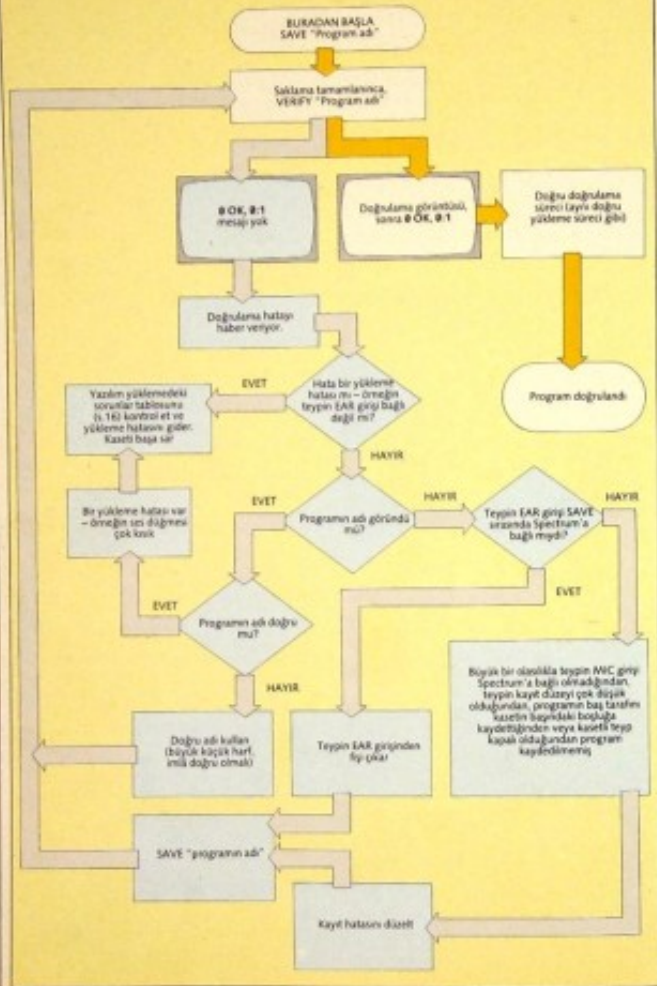 BURADAN BAŞLA
SAVE "Program adı"
Saklama tamamlanınca,
VERIFY "Program adı"
0 OK, 0:1
mesajı yok
Doğrulama görüntüsü,
sonra 0 OK, 0:1
Doğru doğrulama
süreci (aynı doğru
yükleme süreci gibi)
Doğrulama hatayı
haber veriyor.
Program doğrulandı
Hata bir yükleme
hatası mı – örneğin
teypin EAR girişi bağlı
değil mi?
EVET
Yazılım yüklemedeki
sorunlar tablosunu
(s.16) kontrol et ve
yükleme hatasını gider.
Kaseti başa sar
HAYIR
Bir yükleme hatası var
– örneğin ses düğmesi
çok kısık
EVET
Programın adı göründü
mü?
HAYIR
Teypin EAR girişi SAVE
sırasında Spectrum'a
bağlı mıydı?
HAYIR
EVET
EVET
Programın adı doğru
mu?
HAYIR
Büyük bir olasılıkla teypin MIC girişi
Spectrum'a bağlı olmadığından,
teypin kayıt düzeyi çok düşük
olduğundan, programın baş tarafını
kasetin başındaki boşluğa
kaydettiğinden veya kasetli teyp
kapalı olduğundan program
kaydedilmemiş
Doğru adı kullan
(büyük küçük harf,
imlâ doğru olmalı)
Teypin EAR girişinden
fişi çıkar
SAVE "programın adı"
Kayıt hatasını düzelt